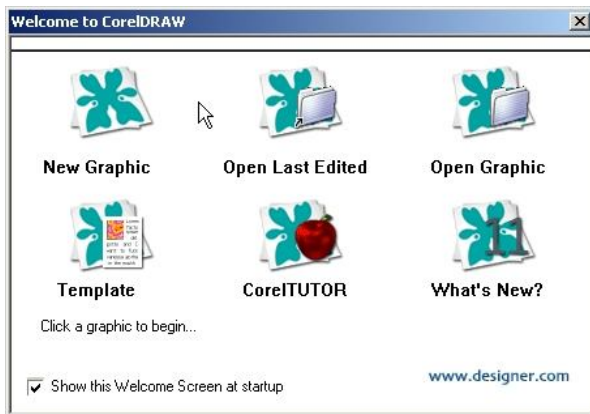 Welcome to CorelDRAW
New Graphic
Open Last Edited
Open Graphic
11
Template
CorelTUTOR
What's New?
Click a graphic to begin...
Show this Welcome Screen at startup
www.designer.com